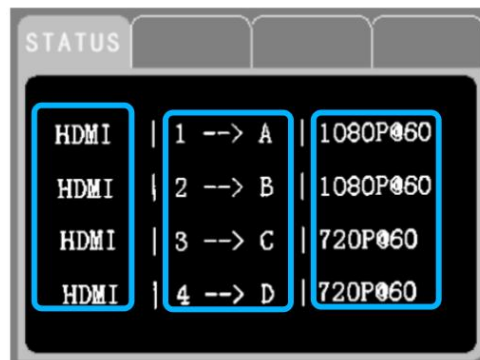 STATUS
HDMI | 1 --> A | 1080P@60
HDMI | 2 --> B | 1080P@60
HDMI | 3 --> C | 720P@60
HDMI | 4 --> D | 720P@60